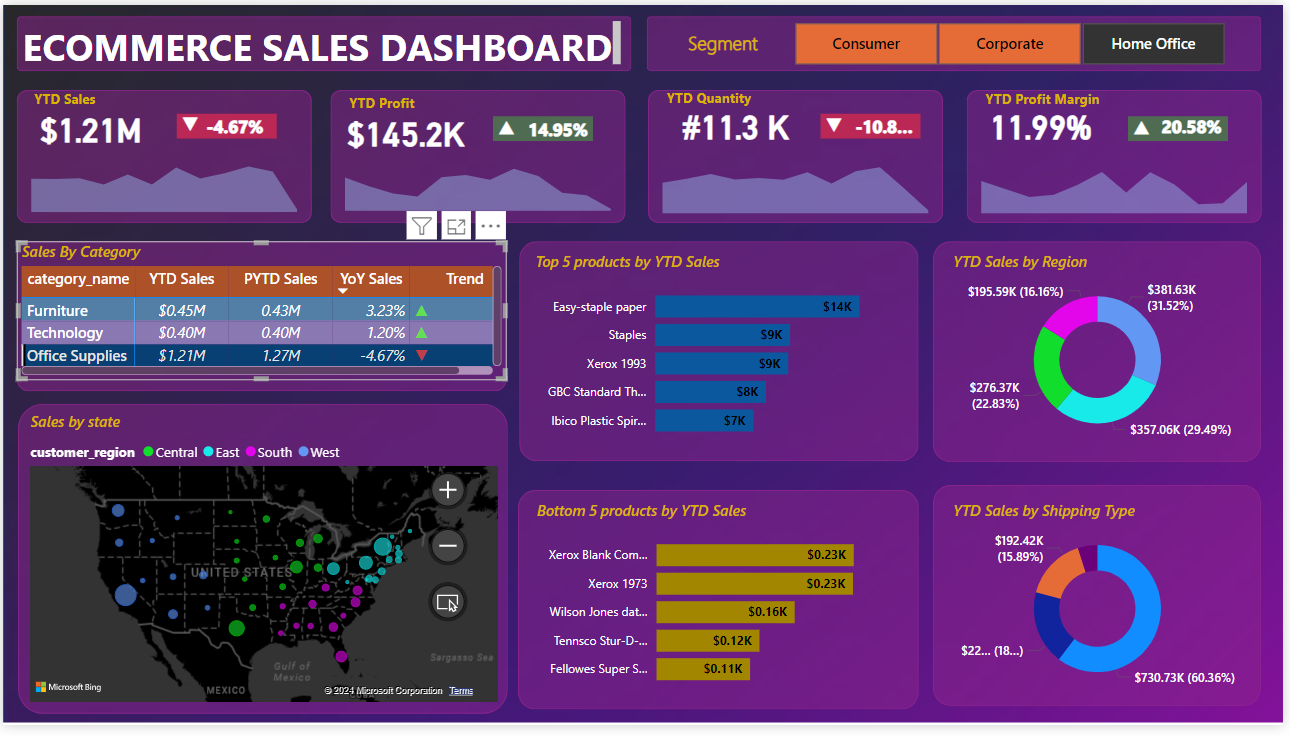 ECOMMERCE SALES DASHBOARD
Segment
Consumer
Corporate
Home Office
YTD Sales
$1.21M
-4.67%
YTD Profit
$145.2K
14.95%
YTD Quantity
#11.3 K
-10.8...
YTD Profit Margin
11.99%
20.58%
Sales By Category
category_name YTD Sales PYTD Sales YoY Sales Trend
Furniture $0.45M 0.43M 3.23%
Technology $0.40M 0.40M 1.20%
Office Supplies $1.21M 1.27M -4.67%
Top 5 products by YTD Sales
Easy-staple paper $14K
Staples $9K
Xerox 1993 $9K
GBC Standard Th... $8K
Ibico Plastic Spir... $7K
YTD Sales by Region
$195.59K (16.16%)
$381.63K
(31.52%)
$276.37K
(22.83%)
$357.06K (29.49%)
Sales by state
customer_region Central East South West
UNITED STATES
Gulf of
Mexico
Sargasso Sea
MEXICO
Microsoft Bing
© 2024 Microsoft Corporation Terms
Bottom 5 products by YTD Sales
Xerox Blank Com... $0.23K
Xerox 1973 $0.23K
Wilson Jones dat... $0.16K
Tennsco Stur-D-... $0.12K
Fellowes Super S... $0.11K
YTD Sales by Shipping Type
$192.42K
(15.89%)
$22... (18...)
$730.73K (60.36%)